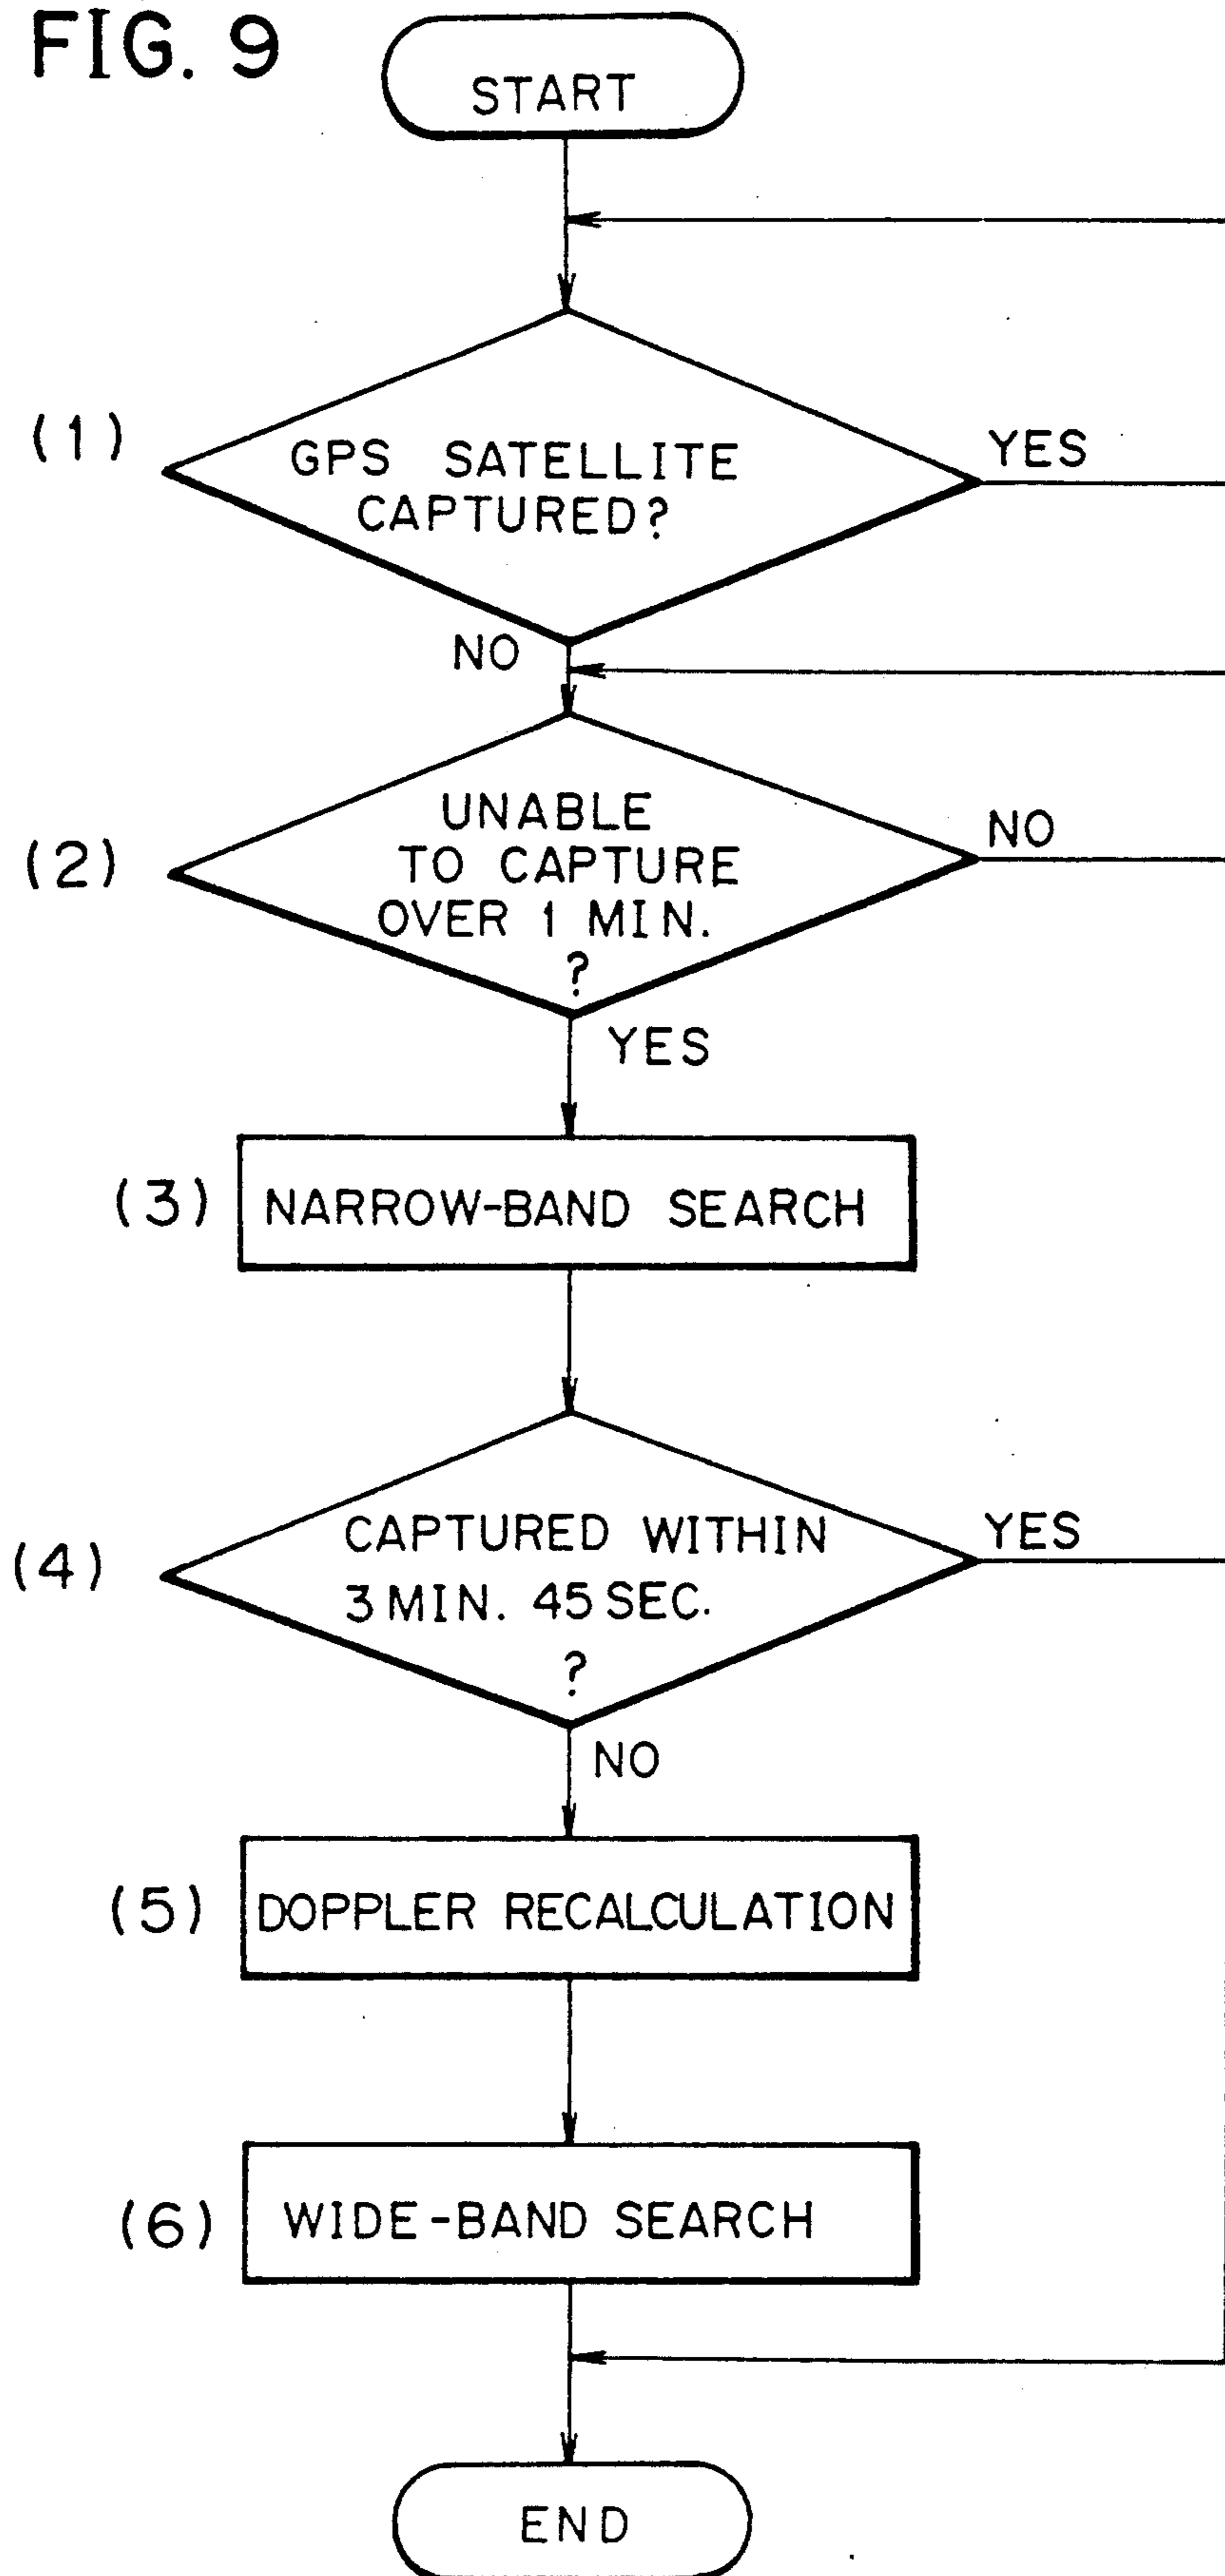 FIG. 9
START
(1)
GPS SATELLITE
CAPTURED?
YES
NO
(2)
UNABLE
TO CAPTURE
OVER 1 MIN.
?
NO
YES
(3)
NARROW-BAND SEARCH
(4)
CAPTURED WITHIN
3 MIN. 45 SEC.
?
YES
NO
(5)
DOPPLER RECALCULATION
(6)
WIDE-BAND SEARCH
END